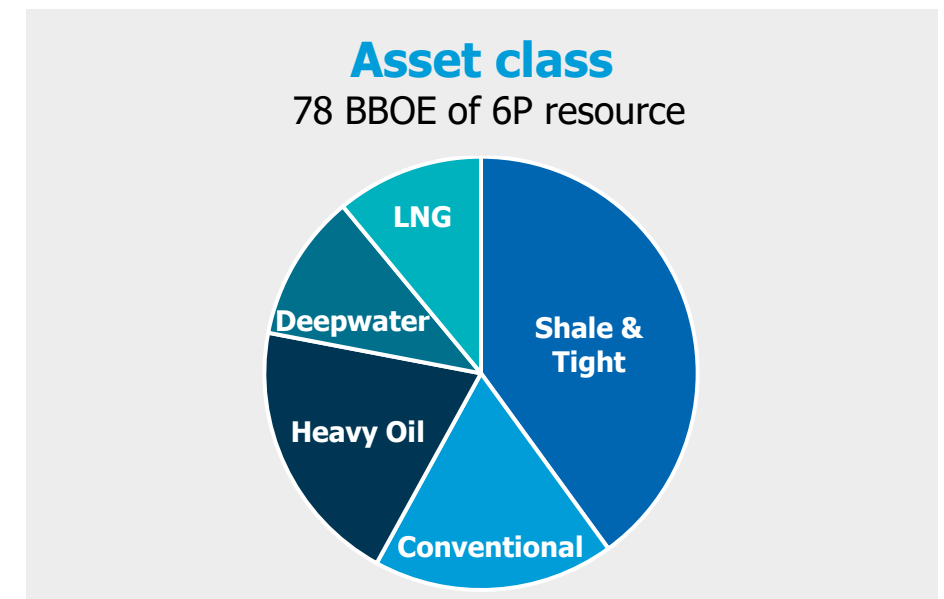 Asset class
78 BBOE of 6P resource
LNG
Deepwater
Shale &
Tight
Heavy Oil
Conventional